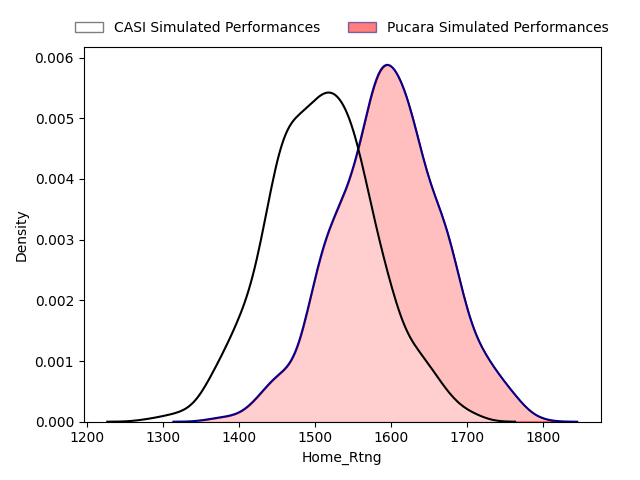 CASI Simulated Performances
Pucara Simulated Performances
0.006
0.005
0.004
0.003
0.002
0.001
0.000
Density
1200 1300 1400 1500 1600 1700 1800
Home_Rtng